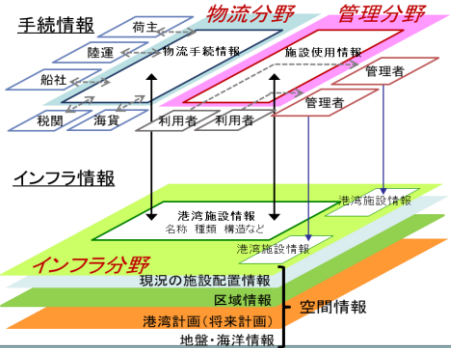 手続情報
物流分野
管理分野
荷主
陸運
船社
税関
海貨
物流手続情報
施設使用情報
利用者
利用者
管理者
管理者
インフラ情報
港湾施設情報
名称 種類 構造など
港湾施設情報
港湾施設情報
インフラ分野
現況の施設配置情報
区域情報
港湾計画(将来計画)
地盤・海洋情報
空間情報